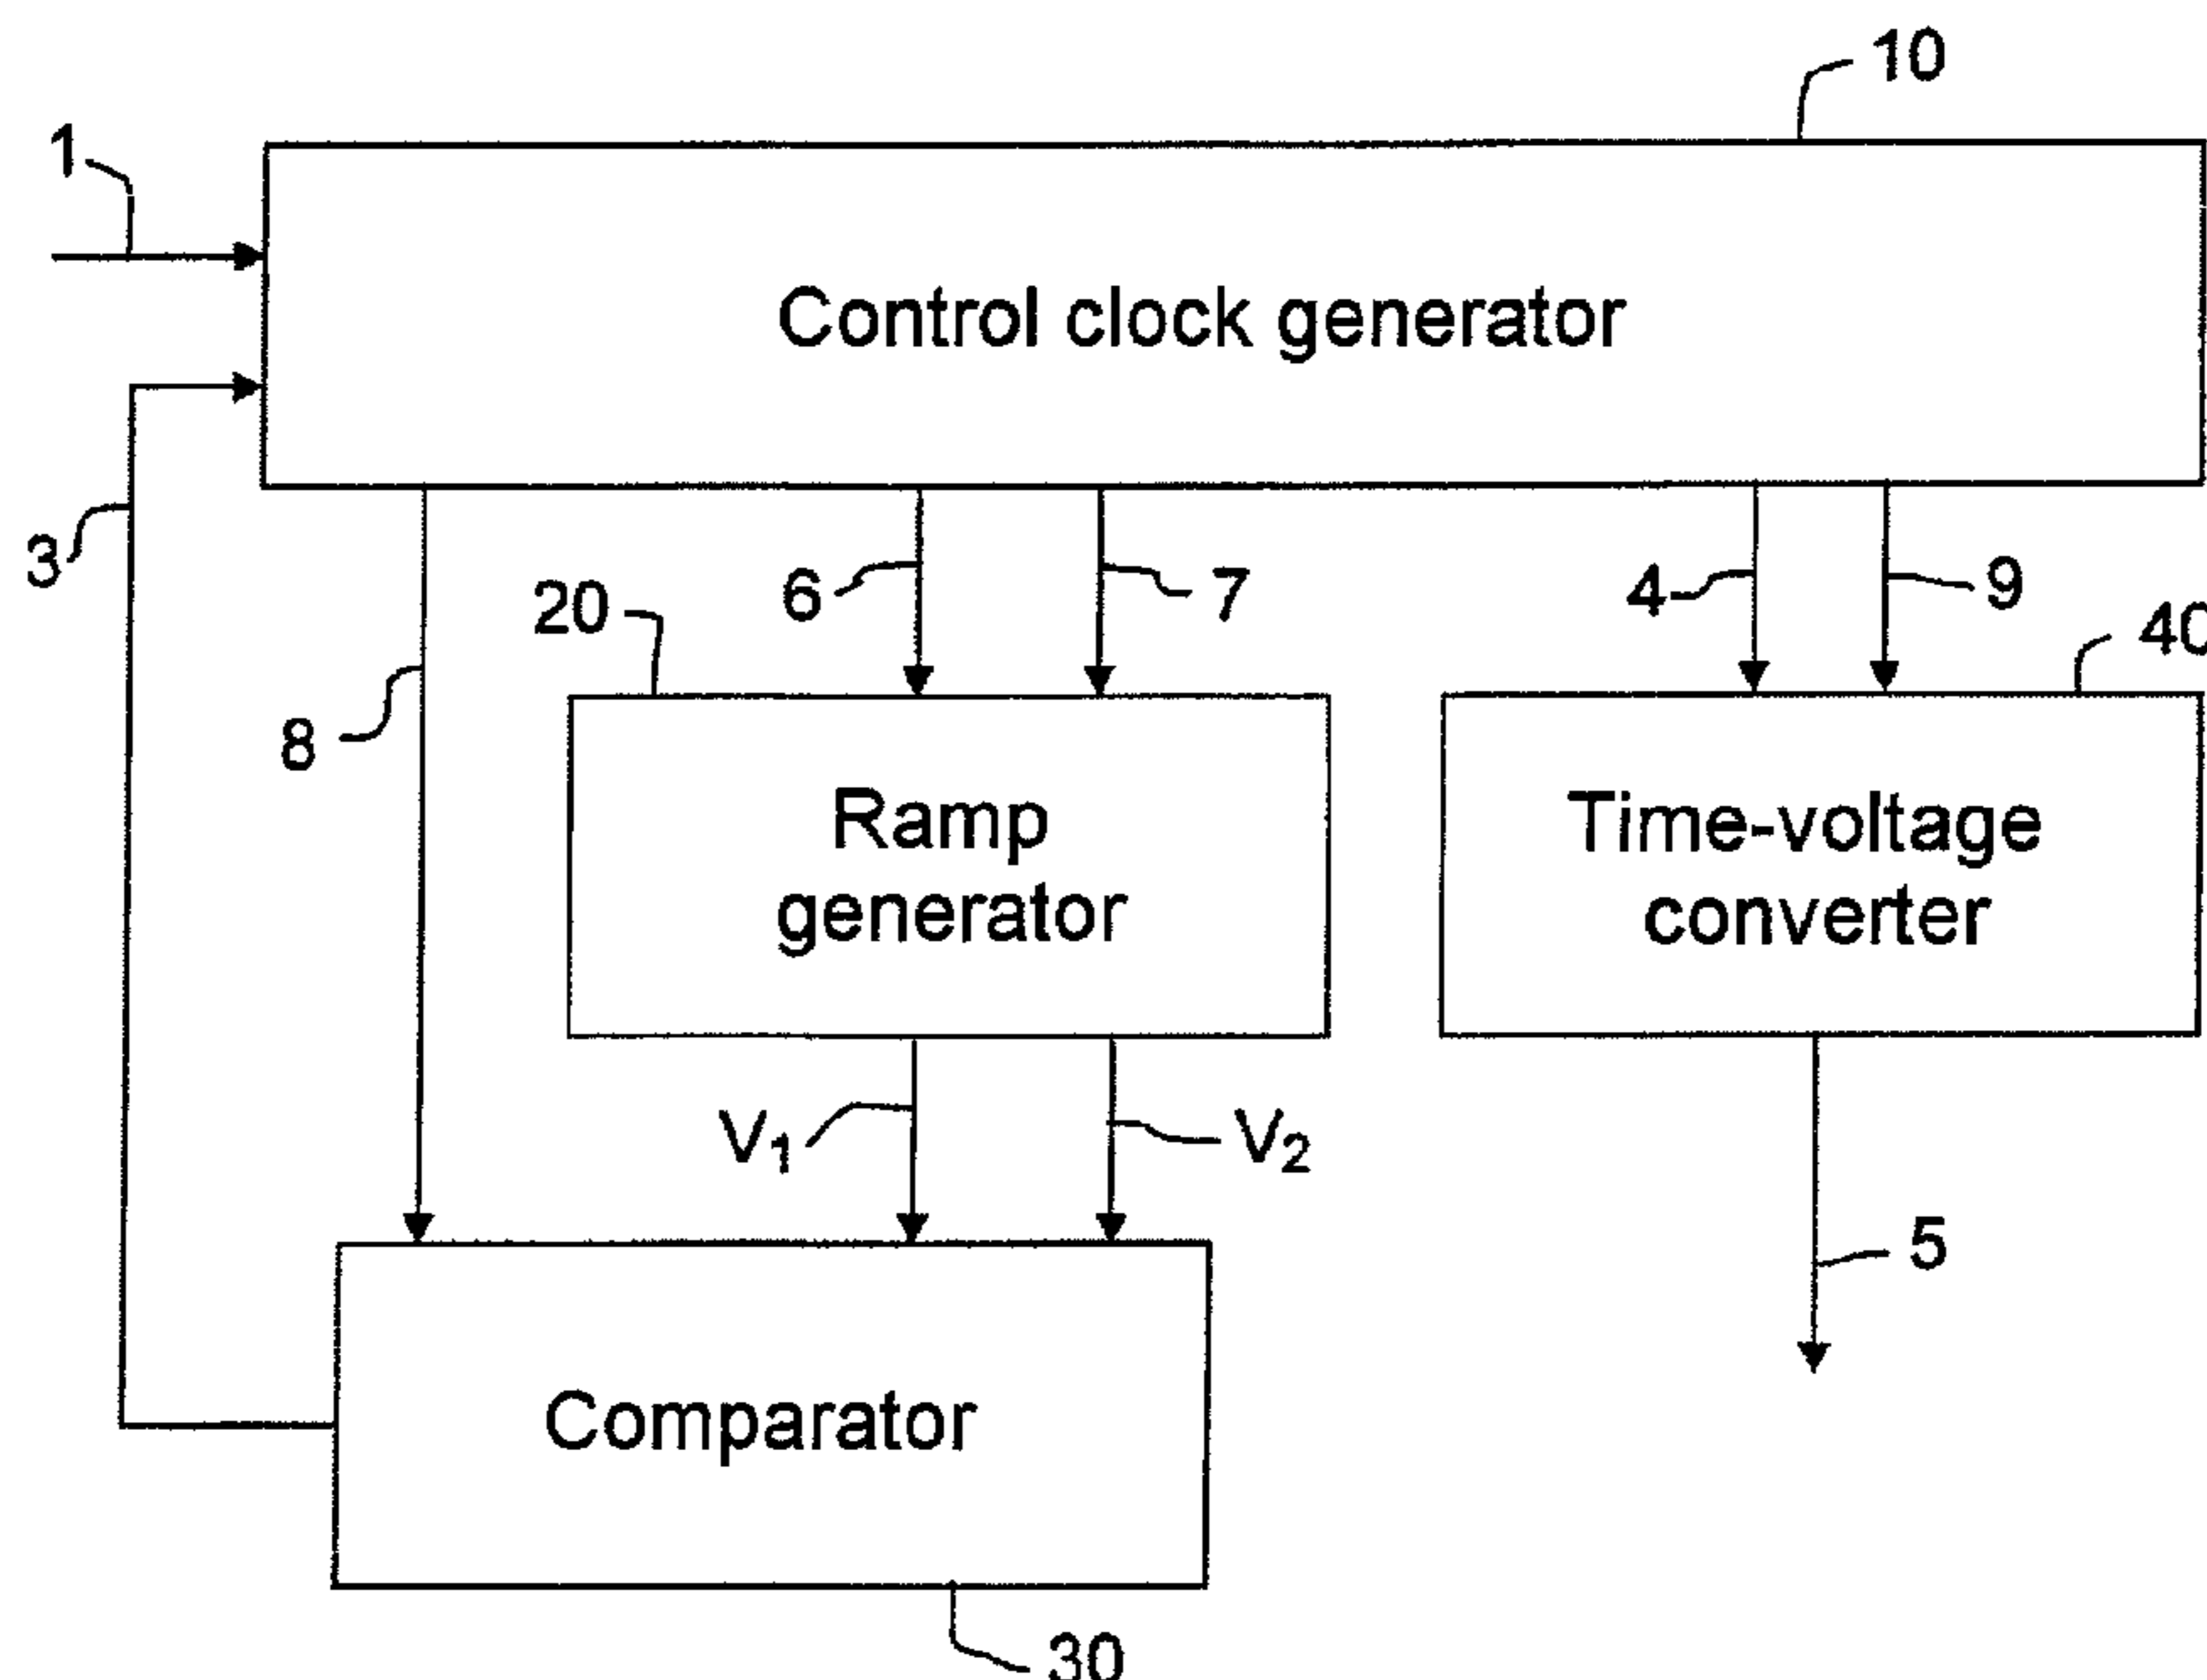 10
1
Control clock generator
3
6
7
4
9
20
40
8
Ramp
generator
Time-voltage
converter
V₁
V₂
5
Comparator
30